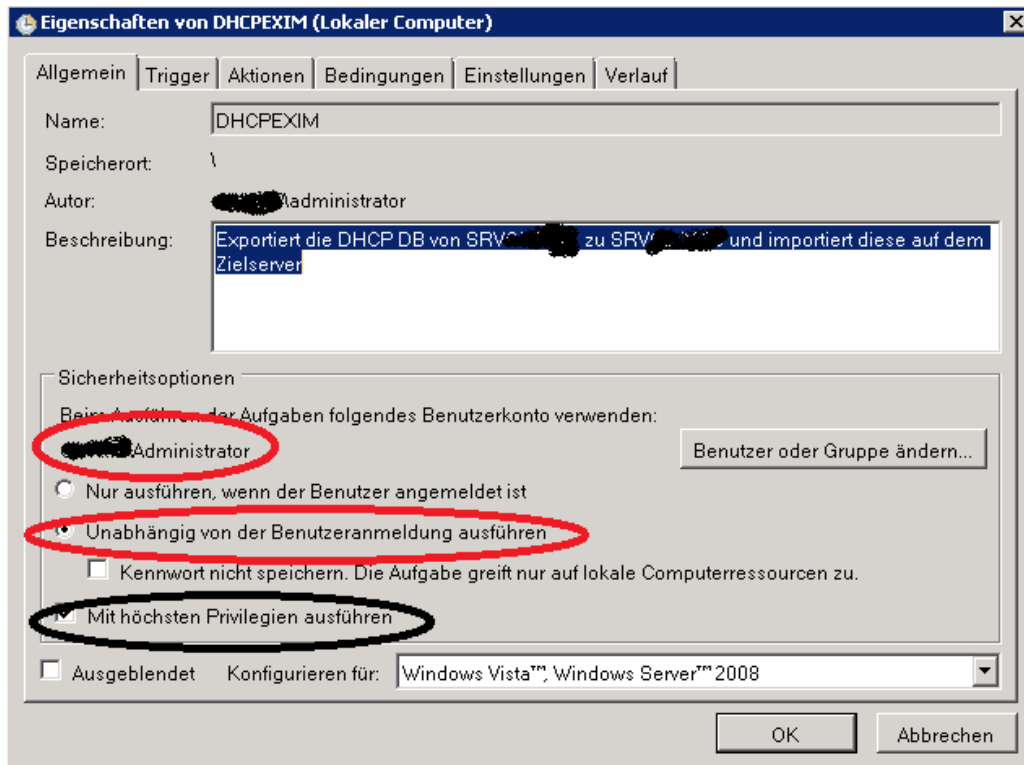 Eigenschaften von DHCPEXIM (Lokaler Computer)
Allgemein Trigger Aktionen Bedingungen Einstellungen Verlauf
Name: DHCPEXIM
Speicherort: \
Autor: \administrator
Beschreibung: Exportiert die DHCP DB von SRV zu SRV und importiert diese auf dem
Zielserver
Sicherheitsoptionen
Beim Ausführen der Aufgaben folgendes Benutzerkonto verwenden:
Administrator Benutzer oder Gruppe ändern...
Nur ausführen, wenn der Benutzer angemeldet ist
Unabhängig von der Benutzeranmeldung ausführen
Kennwort nicht speichern. Die Aufgabe greift nur auf lokale Computerressourcen zu.
Mit höchsten Privilegien ausführen
Ausgeblendet Konfigurieren für: Windows Vista™, Windows Server™ 2008
OK Abbrechen